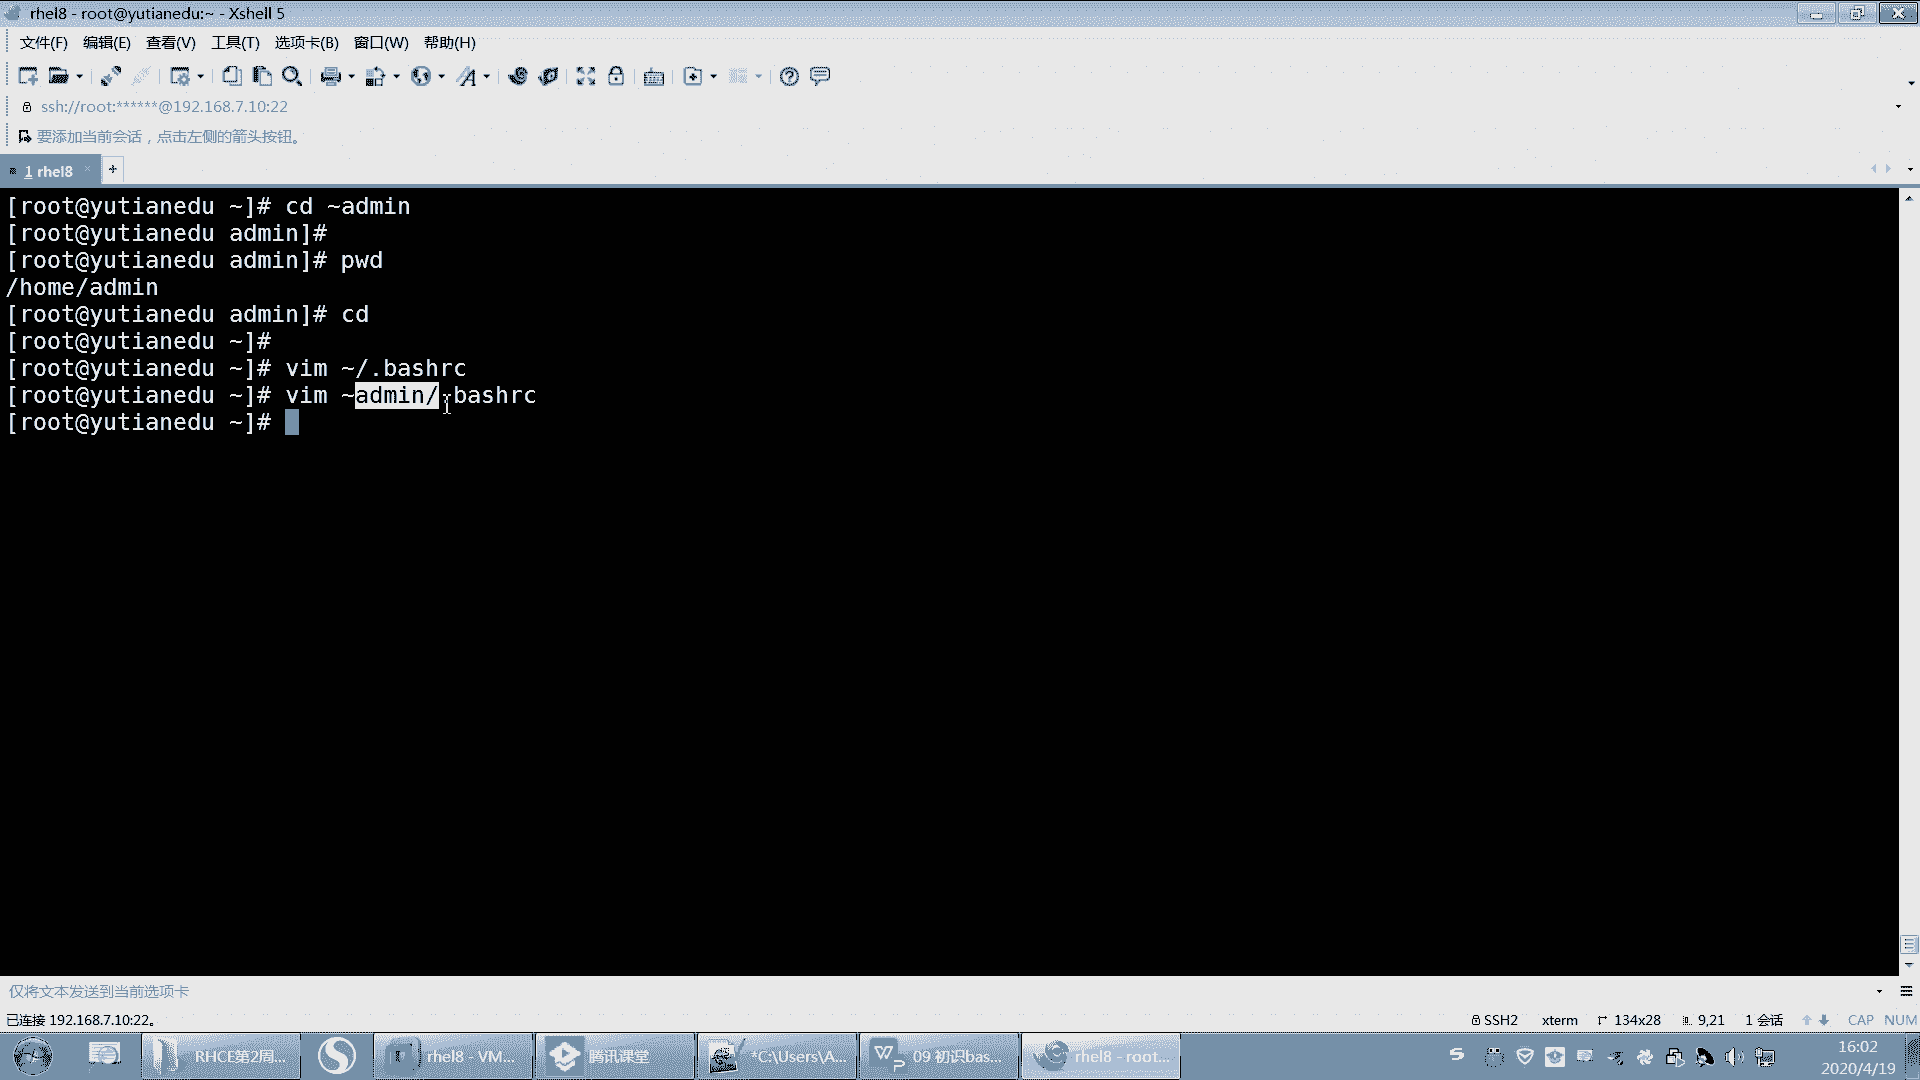 rhel8 - root@yutianedu:~ - Xshell 5
文件(F) 编辑(E) 查看(V) 工具(T) 选项卡(B) 窗口(W) 帮助(H)
ssh://root:******@192.168.7.10:22
要添加当前会话，点击左侧的箭头按钮。
1 rhel8
[root@yutianedu ~]# cd ~admin
[root@yutianedu admin]#
[root@yutianedu admin]# pwd
/home/admin
[root@yutianedu admin]# cd
[root@yutianedu ~]#
[root@yutianedu ~]# vim ~/.bashrc
[root@yutianedu ~]# vim ~admin/.bashrc
[root@yutianedu ~]#
仅将文本发送到当前选项卡
已连接 192.168.7.10:22。 SSH2 xterm 134x28 9,21 1 会话 CAP NUM
RHCE第2周... rhel8 - VM... 腾讯课堂 *C:\Users\A... 09 初识bas... rhel8 - root... 16:02
2020/4/19